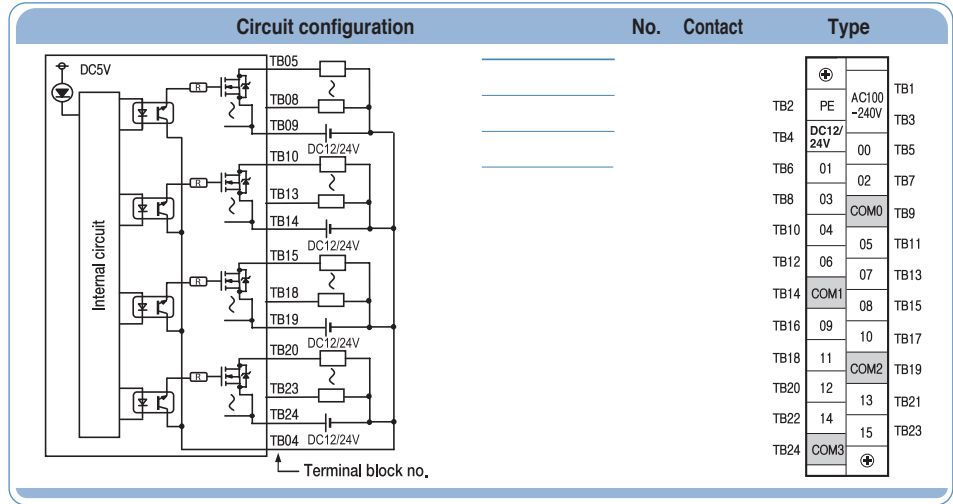 Circuit configuration No. Contact Type
DC5V
Internal circuit
R
R
R
R
TB05
TB08
TB09
DC12/24V
TB10
TB13
TB14
DC12/24V
TB15
TB18
TB19
DC12/24V
TB20
TB23
TB24
TB04 DC12/24V
Terminal block no.
TB2 PE AC100 -240V TB1
TB3
TB4 DC12/ 24V 00 TB5
TB6 01 02 TB7
TB8 03 COM0 TB9
TB10 04 05 TB11
TB12 06 07 TB13
TB14 COM1 08 TB15
TB16 09 10 TB17
TB18 11 COM2 TB19
TB20 12 13 TB21
TB22 14 15 TB23
TB24 COM3